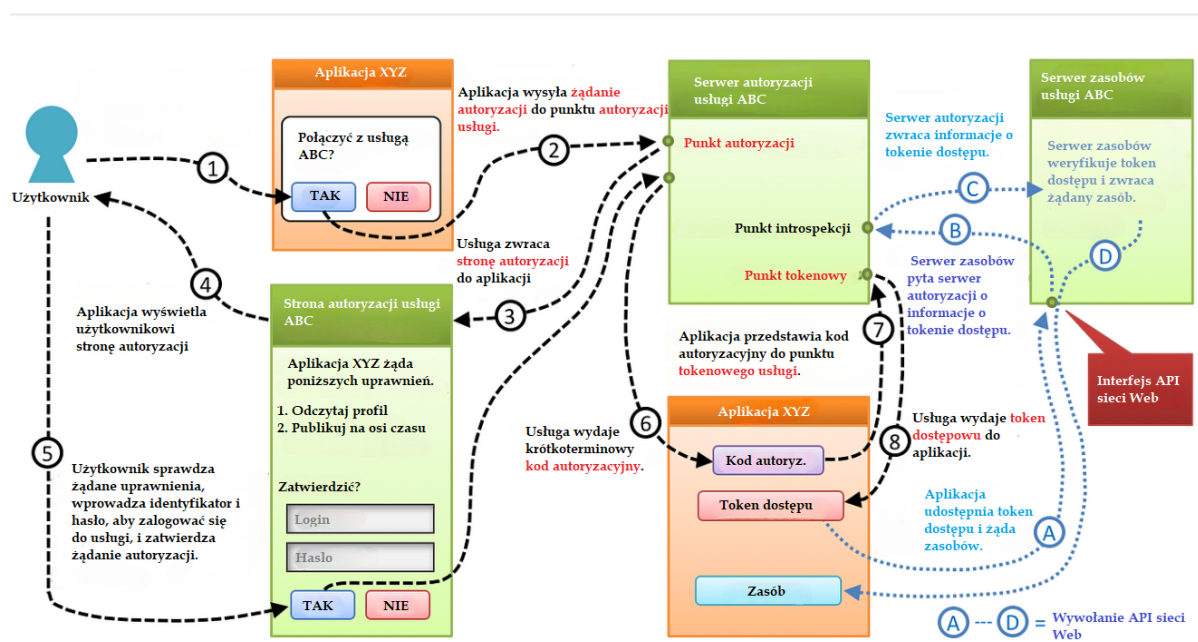 Aplikacja XYZ
Połączyć z usługą
ABC?
TAK
NIE
Użytkownik
1
Aplikacja wysyła żądanie
autoryzacji do punktu autoryzacji
usługi.
2
Serwer autoryzacji
usługi ABC
Punkt autoryzacji
Punkt introspekcji
Punkt tokenowy
Serwer autoryzacji
zwraca informacje o
tokenie dostępu.
C
B
Serwer zasobów
pyta serwer
autoryzacji o
informacje o
tokenie dostępu.
Serwer zasobów
usługi ABC
Serwer zasobów
weryfikuje token
dostępu i zwraca
żądany zasób.
D
Interfejs API
sieci Web
Usługa zwraca
stronę autoryzacji
do aplikacji
3
4
Aplikacja wyświetla
użytkownikowi
stronę autoryzacji
Strona autoryzacji usługi
ABC
Aplikacja XYZ żąda
poniższych uprawnień.
1. Odczytaj profil
2. Publikuj na osi czasu
Zatwierdzić?
Login
Haslo
TAK
NIE
5
Użytkownik sprawdza
żądane uprawnienia,
wprowadza identyfikator i
hasło, aby zalogować się
do usługi, i zatwierdza
żądanie autoryzacji.
6
Usługa wydaje
krótkoterminowy
kod autoryzacyjny.
Aplikacja przedstawia kod
autoryzacyjny do punktu
tokenowego usługi.
7
Aplikacja XYZ
Kod autoryz.
Token dostępu
Zasób
8
Usługa wydaje token
dostępowu do
aplikacji.
Aplikacja
udostępnia token
dostępu i żąda
zasobów.
A
A --- D = Wywołanie API sieci
Web